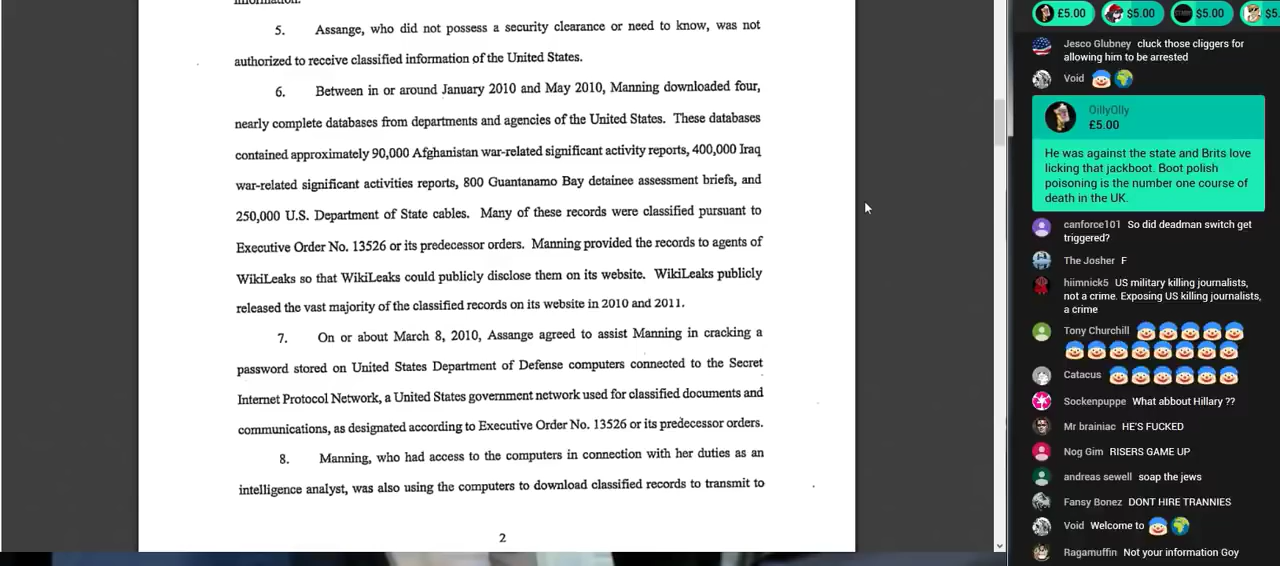 information.
5. Assange, who did not possess a security clearance or need to know, was not
authorized to receive classified information of the United States.
6. Between in or around January 2010 and May 2010, Manning downloaded four,
nearly complete databases from departments and agencies of the United States. These databases
contained approximately 90,000 Afghanistan war-related significant activity reports, 400,000 Iraq
war-related significant activities reports, 800 Guantanamo Bay detainee assessment briefs, and
250,000 U.S. Department of State cables. Many of these records were classified pursuant to
Executive Order No. 13526 or its predecessor orders. Manning provided the records to agents of
WikiLeaks so that WikiLeaks could publicly disclose them on its website. WikiLeaks publicly
released the vast majority of the classified records on its website in 2010 and 2011.
7. On or about March 8, 2010, Assange agreed to assist Manning in cracking a
password stored on United States Department of Defense computers connected to the Secret
Internet Protocol Network, a United States government network used for classified documents and
communications, as designated according to Executive Order No. 13526 or its predecessor orders.
8. Manning, who had access to the computers in connection with her duties as an
intelligence analyst, was also using the computers to download classified records to transmit to
2
£5.00 $5.00 $5.00
Jesco Glubney cluck those cliggers for
allowing him to be arrested
Void
OillyOlly
£5.00
He was against the state and Brits love
licking that jackboot. Boot polish
poisoning is the number one course of
death in the UK.
canforce101 So did deadman switch get
triggered?
The Josher F
hiimnick5 US military killing journalists,
not a crime. Exposing US killing journalists,
a crime
Tony Churchill
Catacus
Sockenpuppe What abbout Hillary ??
Mr brainiac HE'S FUCKED
Nog Gim RISERS GAME UP
andreas sewell soap the jews
Fansy Bonez DONT HIRE TRANNIES
Void Welcome to
Ragamuffin Not your information Goy